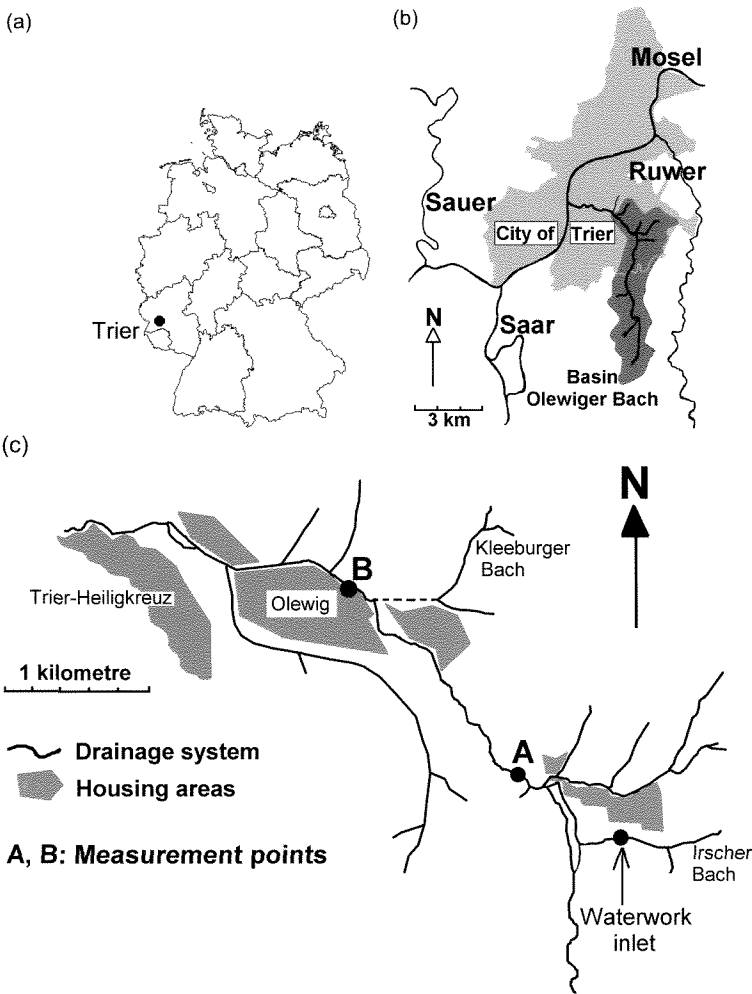 (a)
Trier
(b)
Mosel
Ruwer
Sauer
City of Trier
N
Saar
3 km
Basin
Olewiger Bach
(c)
N
B
Kleeburger
Bach
Trier-Heiligkreuz
Olewig
1 kilometre
A
Drainage system
Housing areas
A, B: Measurement points
Irscher
Bach
Waterwork
inlet